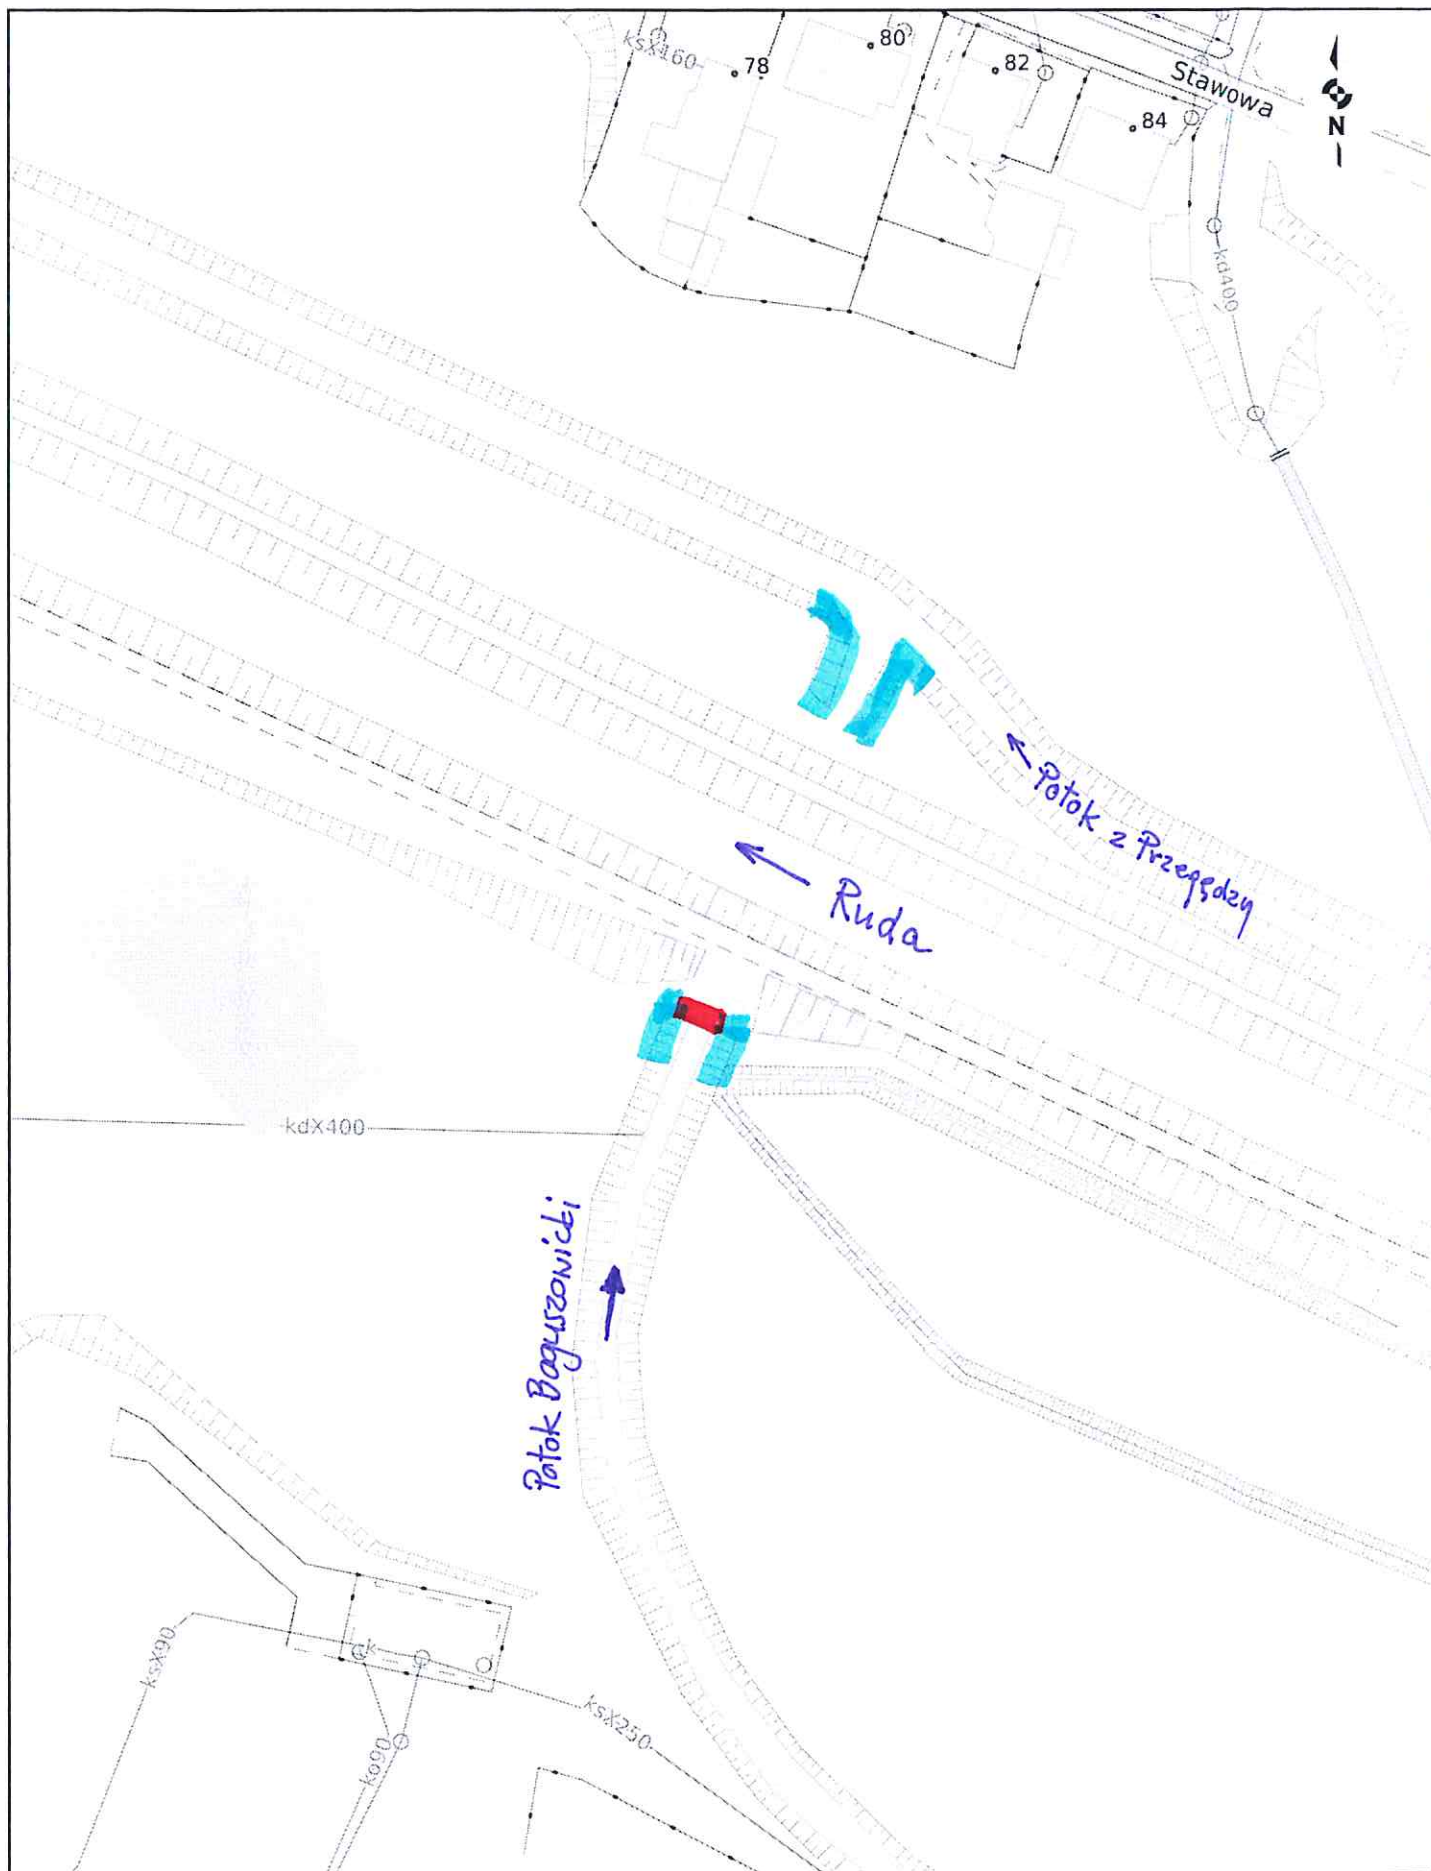 ksX160
78
80
82
84
Stawowa
N
kd400
Potok z Przegędzy
Ruda
kdX400
Potok Boguszowicki
ksX90
k
ko90
ksX250